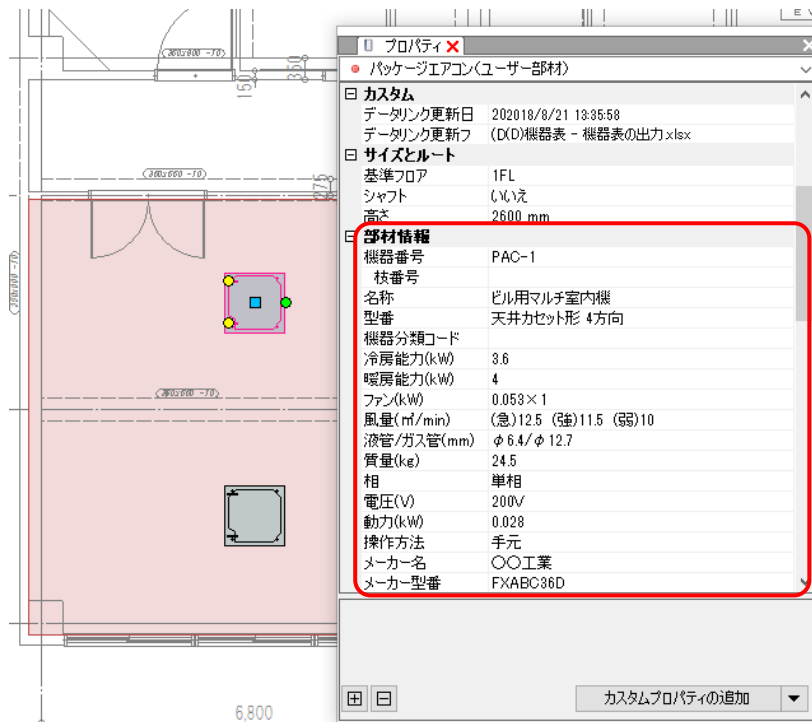 プロパティ
パッケージエアコン(ユーザー部材)
カスタム
データリンク更新日 202018/8/21 13:35:58
データリンク更新フ (D(D)機器表 - 機器表の出力.xlsx
サイズとルート
基準フロア 1FL
シャフト いいえ
高さ 2600 mm
部材情報
機器番号 PAC-1
枝番号
名称 ビル用マルチ室内機
型番 天井カセット形 4方向
機器分類コード
冷房能力(kW) 3.6
暖房能力(kW) 4
ファン(kW) 0.053×1
風量(㎥/min) (急)12.5 (強)11.5 (弱)10
液管/ガス管(mm) φ6.4/φ12.7
質量(kg) 24.5
相 単相
電圧(V) 200V
動力(kW) 0.028
操作方法 手元
メーカー名 〇〇工業
メーカー型番 FXABC36D
カスタムプロパティの追加
150
350
(360x660 -10)
275
6,800